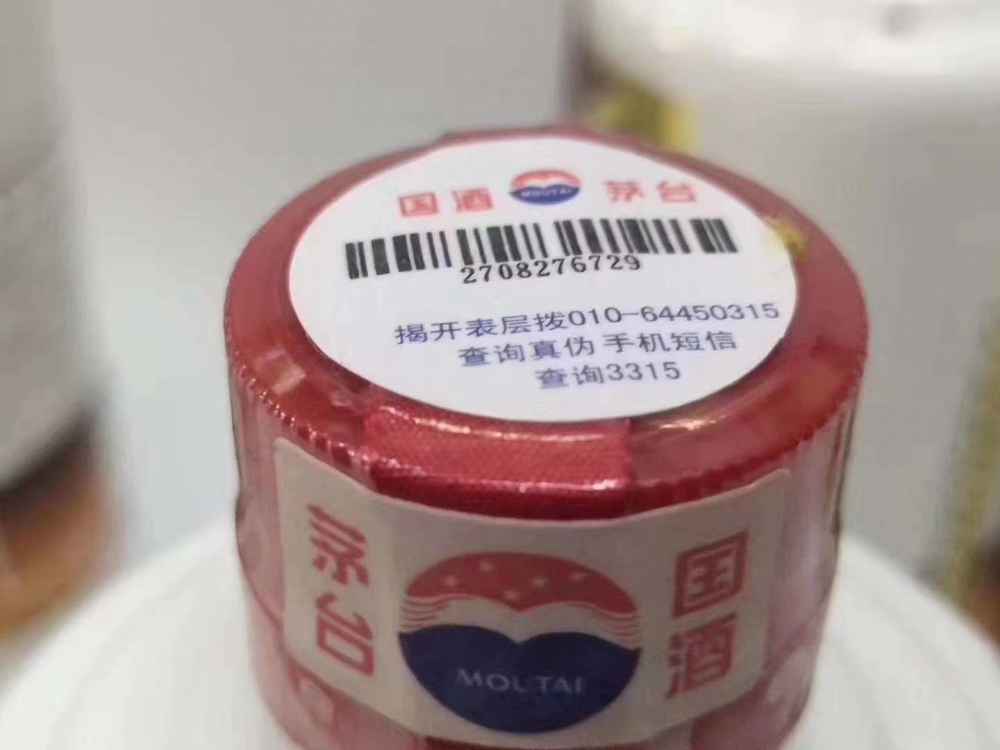 国酒 MOUTAI 茅台
2708276729
揭开表层拨010-64450315
查询真伪 手机短信
查询3315
茅台 MOUTAI 国酒